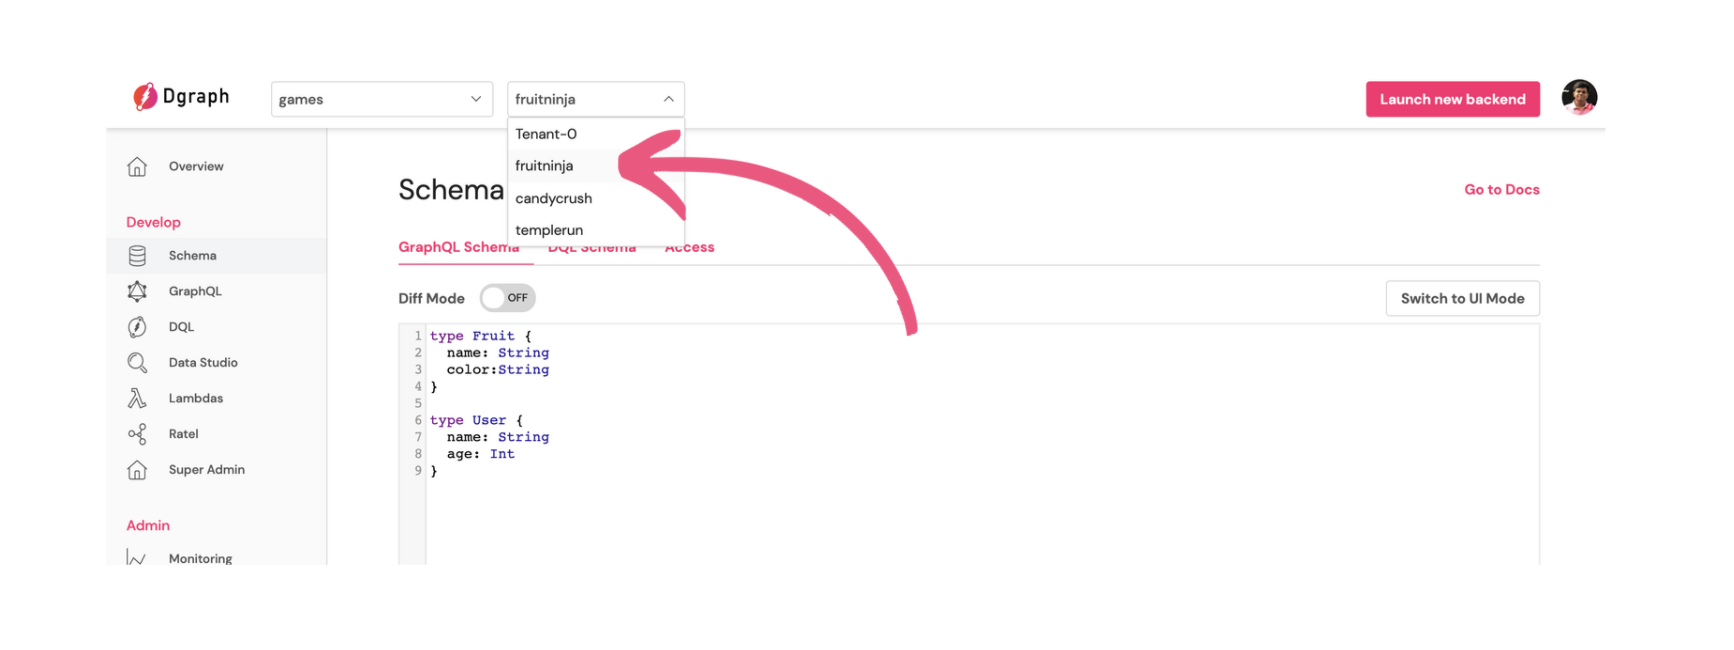 Dgraph
games
fruitninja
Launch new backend
Tenant-0
fruitninja
candycrush
templerun
Overview
Develop
Schema
GraphQL
DQL
Data Studio
Lambdas
Ratel
Super Admin
Admin
Monitoring
Schema
Go to Docs
GraphQL Schema DQL Schema Access
Diff Mode OFF
Switch to UI Mode
1 type Fruit {
2 name: String
3 color:String
4 }
5
6 type User {
7 name: String
8 age: Int
9 }